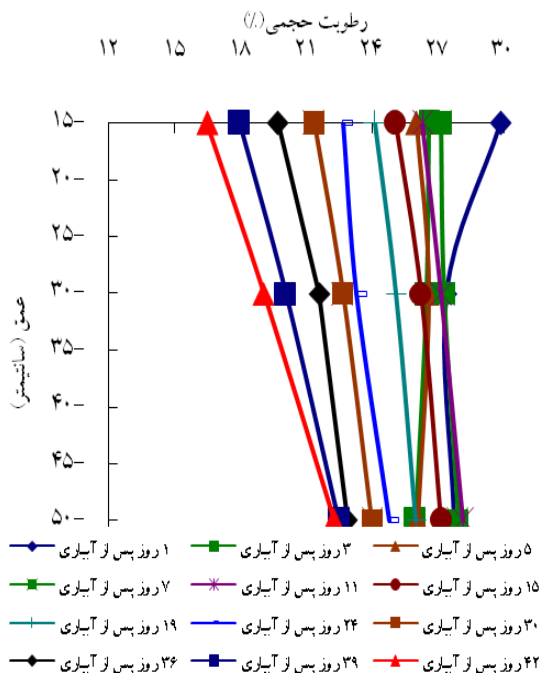 رطوبت حجمی(٪)
۱۲ ۱۵ ۱۸ ۲۱ ۲۴ ۲۷ ۳۰
۱۵-
۲۰-
۲۵-
۳۰-
۳۵-
۴۰-
۴۵-
۵۰-
عمق (سانتیمتر)
۱ روز پس از آبیاری ۳ روز پس از آبیاری ۵ روز پس از آبیاری
۷ روز پس از آبیاری ۱۱ روز پس از آبیاری ۱۵ روز پس از آبیاری
۱۹ روز پس از آبیاری ۲۴ روز پس از آبیاری ۳۰ روز پس از آبیاری
۳۶ روز پس از آبیاری ۳۹ روز پس از آبیاری ۴۲ روز پس از آبیاری